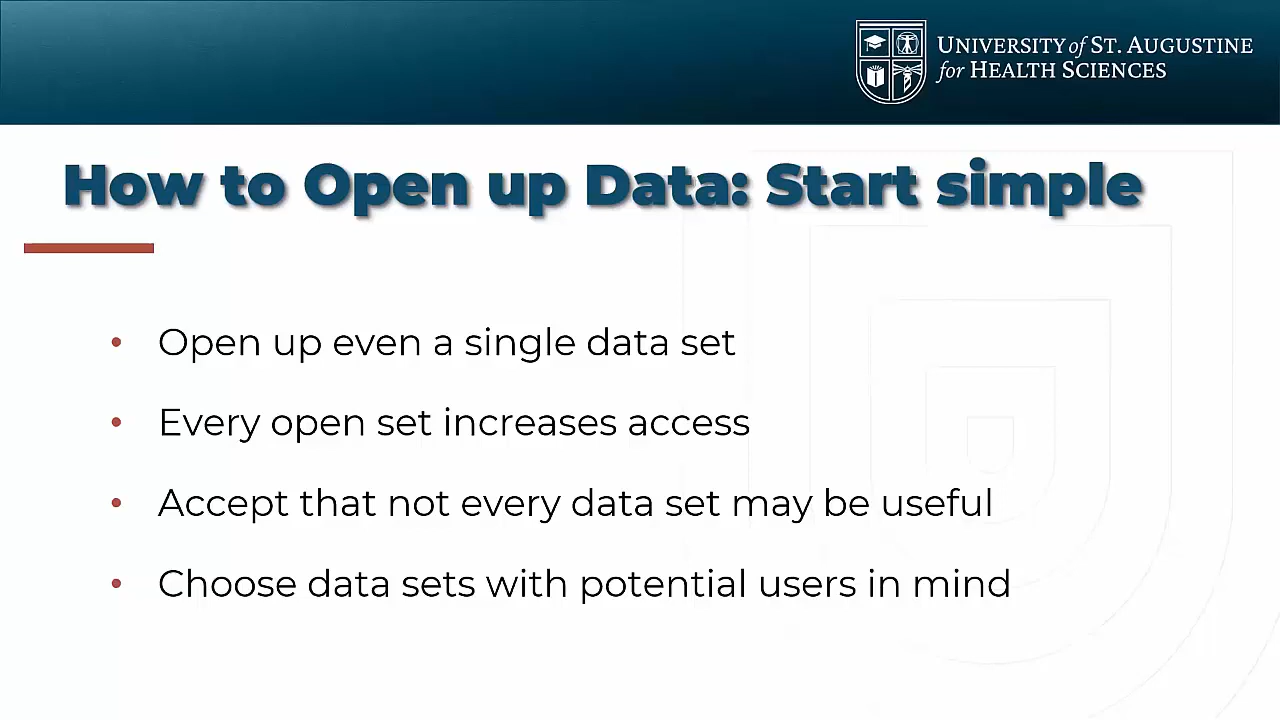 UNIVERSITY of ST. AUGUSTINE
for HEALTH SCIENCES
How to Open up Data: Start simple
• Open up even a single data set
• Every open set increases access
• Accept that not every data set may be useful
• Choose data sets with potential users in mind